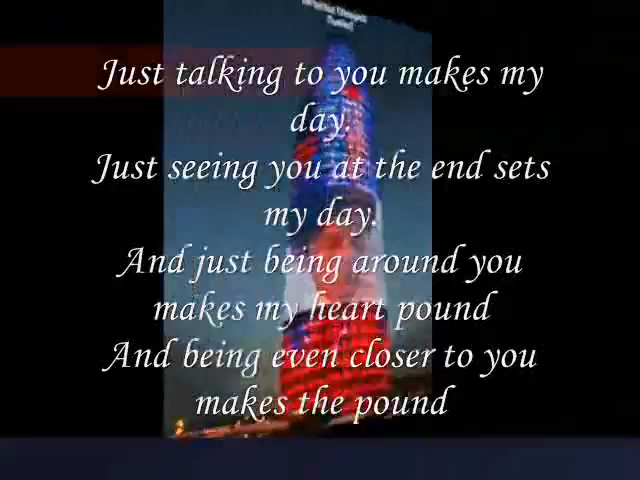 Just talking to you makes my
day.
Just seeing you at the end sets
my day.
And just being around you
makes my heart pound
And being even closer to you
makes the pound